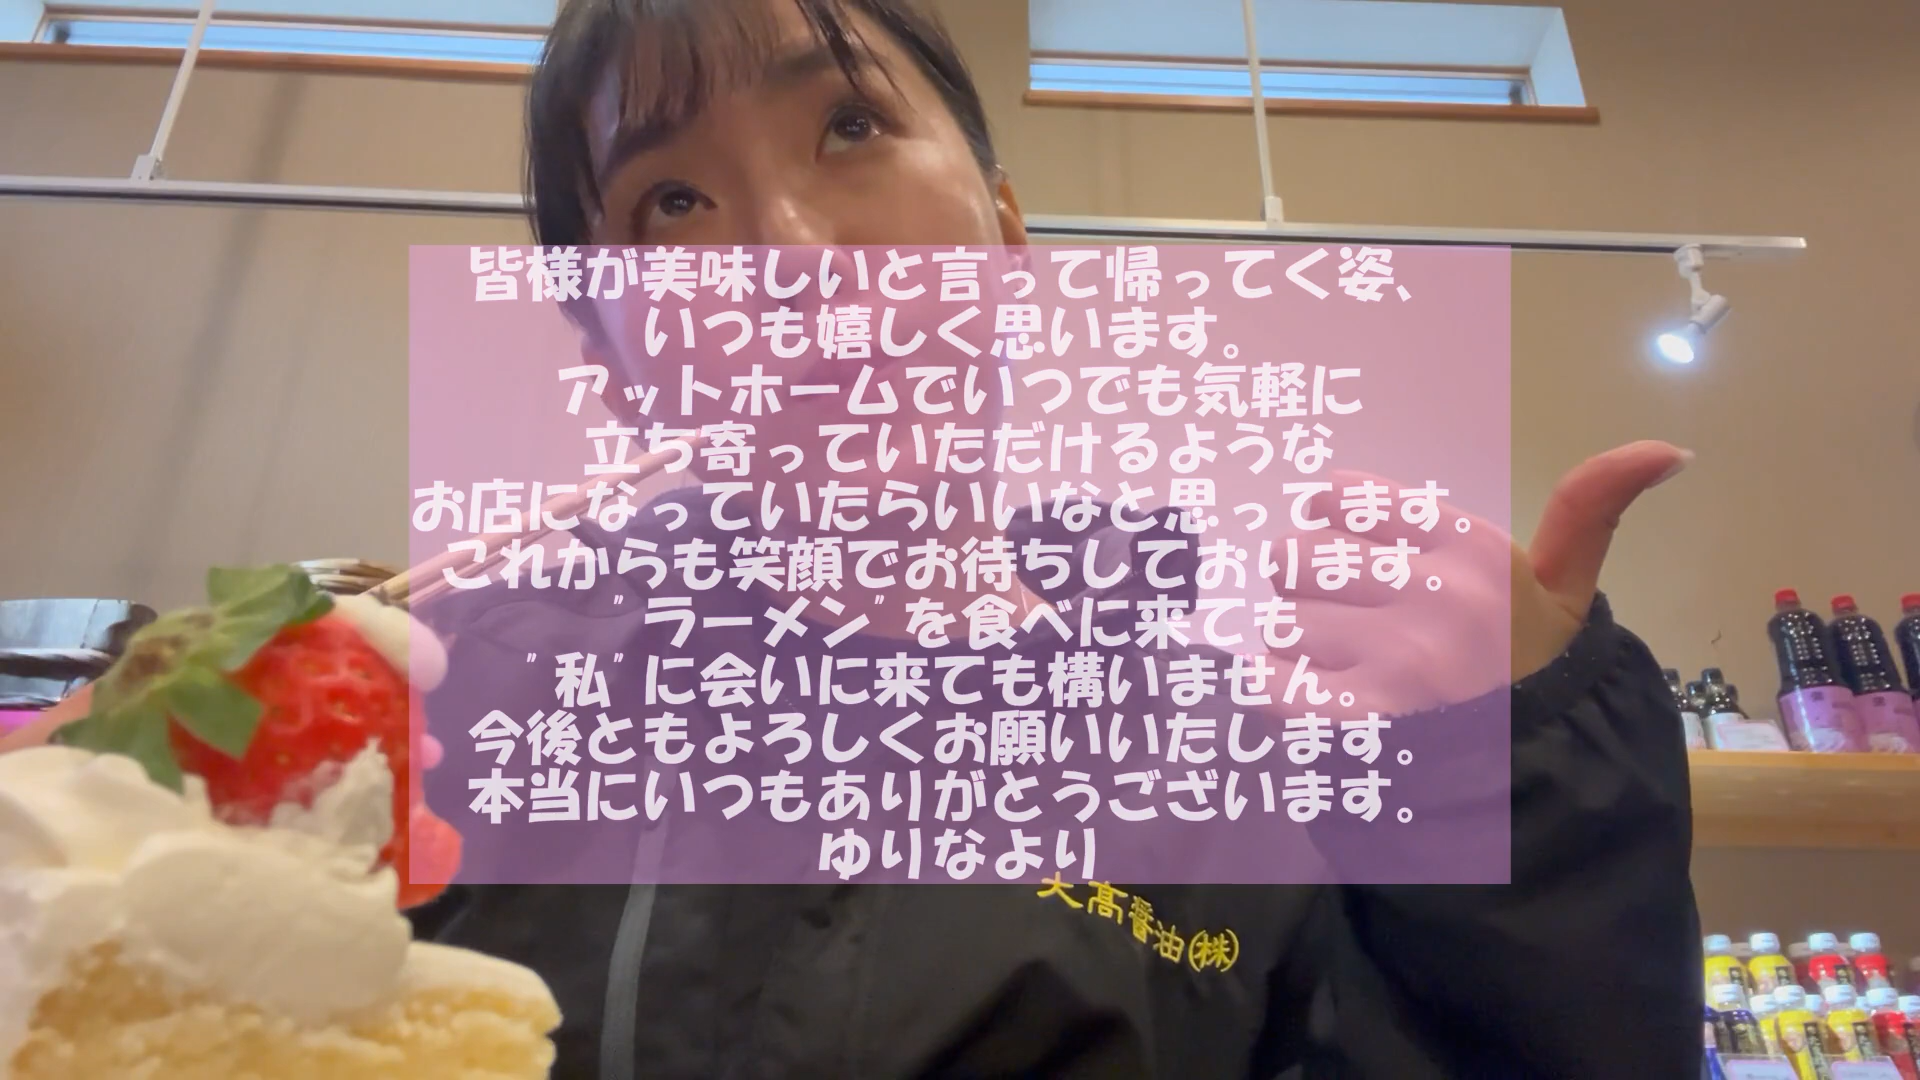 皆様が美味しいと言って帰ってく姿、
いつも嬉しく思います。
アットホームでいつでも気軽に
立ち寄っていただけるような
お店になっていたらいいなと思ってます。
これからも笑顔でお待ちしております。
"ラーメン"を食べに来ても
"私"に会いに来ても構いません。
今後ともよろしくお願いいたします。
本当にいつもありがとうございます。
ゆりなより
大髙醤油㈱